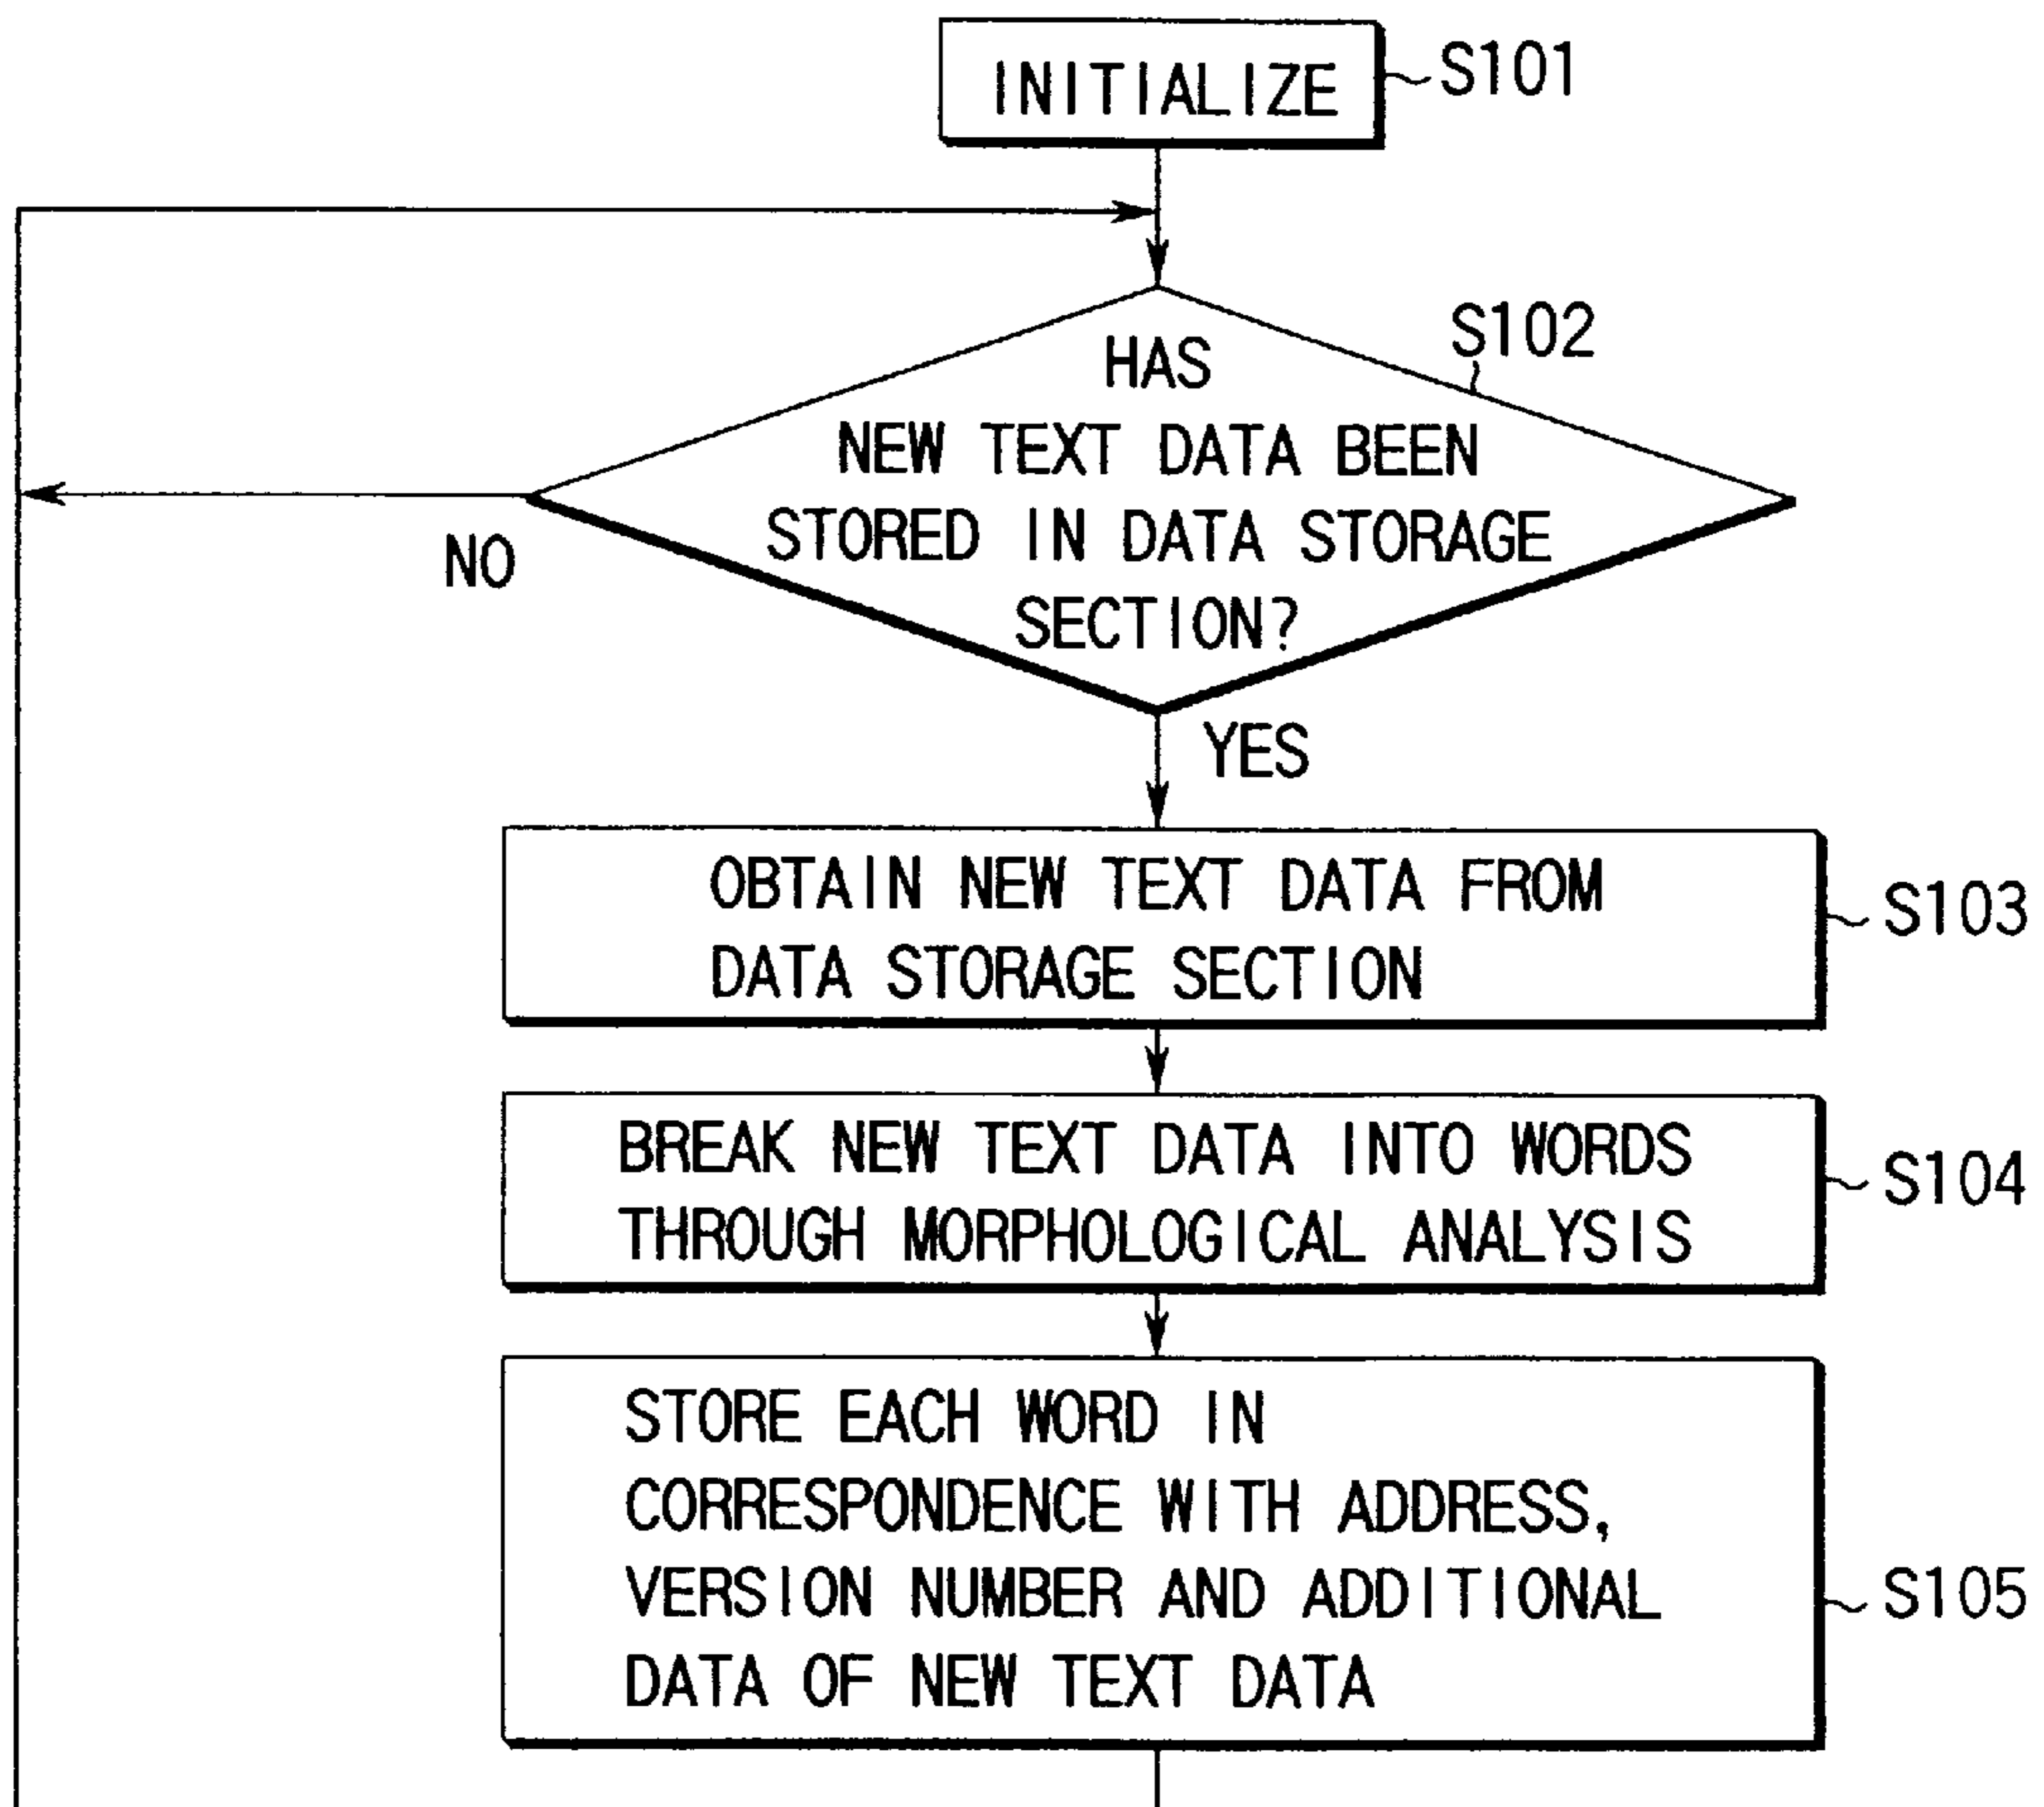 INITIALIZE
S101
S102
HAS
NEW TEXT DATA BEEN
STORED IN DATA STORAGE
SECTION?
NO
YES
OBTAIN NEW TEXT DATA FROM
DATA STORAGE SECTION
S103
BREAK NEW TEXT DATA INTO WORDS
THROUGH MORPHOLOGICAL ANALYSIS
S104
STORE EACH WORD IN
CORRESPONDENCE WITH ADDRESS,
VERSION NUMBER AND ADDITIONAL
DATA OF NEW TEXT DATA
S105